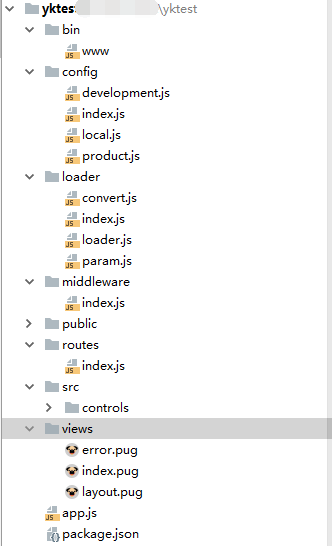 yktest \yktest
bin
www
config
development.js
index.js
local.js
product.js
loader
convert.js
index.js
loader.js
param.js
middleware
index.js
public
routes
index.js
src
controls
views
error.pug
index.pug
layout.pug
app.js
package.json